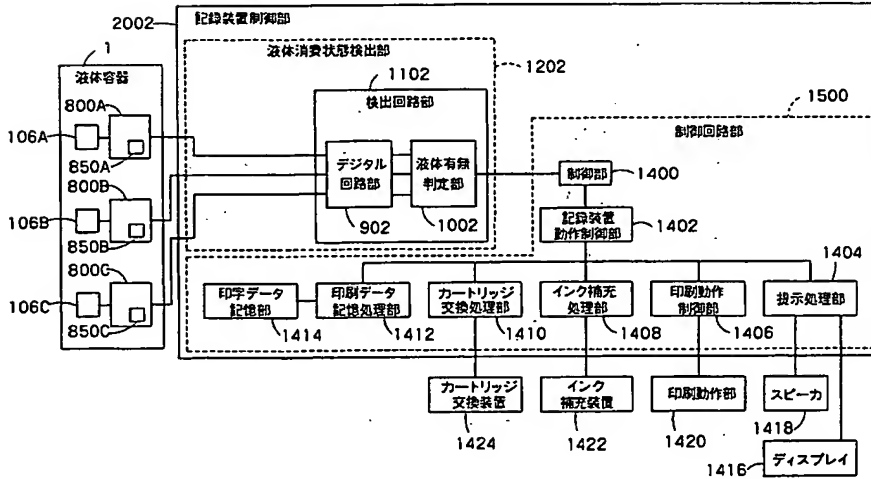 2002
記録装置制御部
1
液体容器
800A
106A
850A
800B
106B
850B
800C
106C
850C
液体消費状態検出部
1202
1102
検出回路部
デジタル
回路部
902
液体有無
判定部
1002
1500
制御回路部
制御部
1400
記録装置
動作制御部
1402
1404
印字データ
記憶部
1414
印刷データ
記憶処理部
1412
カートリッジ
交換処理部
1410
インク補充
処理部
1408
印刷動作
制御部
1406
提示処理部
カートリッジ
交換装置
1424
インク
補充装置
1422
印刷動作部
1420
スピーカ
1418
ディスプレイ
1416